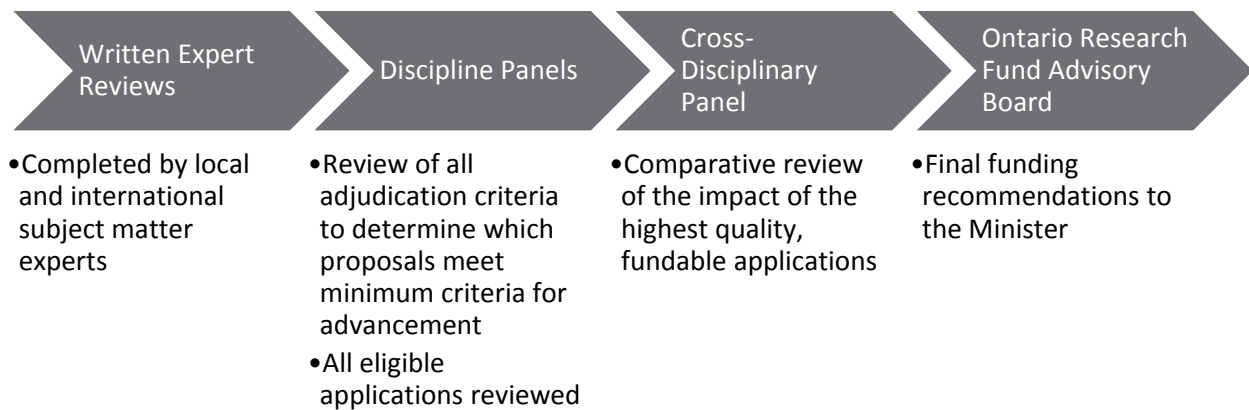 Written Expert
Reviews
•Completed by local
and international
subject matter
experts
Discipline Panels
•Review of all
adjudication criteria
to determine which
proposals meet
minimum criteria for
advancement
•All eligible
applications reviewed
Cross-
Disciplinary
Panel
•Comparative review
of the impact of the
highest quality,
fundable applications
Ontario Research
Fund Advisory
Board
•Final funding
recommendations to
the Minister